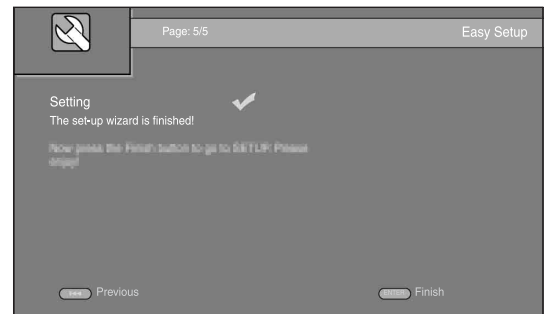 Page: 5/5
Easy Setup
Setting
The set-up wizard is finished!
Now press the Finish button to go to SETUP. Please
enjoy!
Previous
ENTER Finish